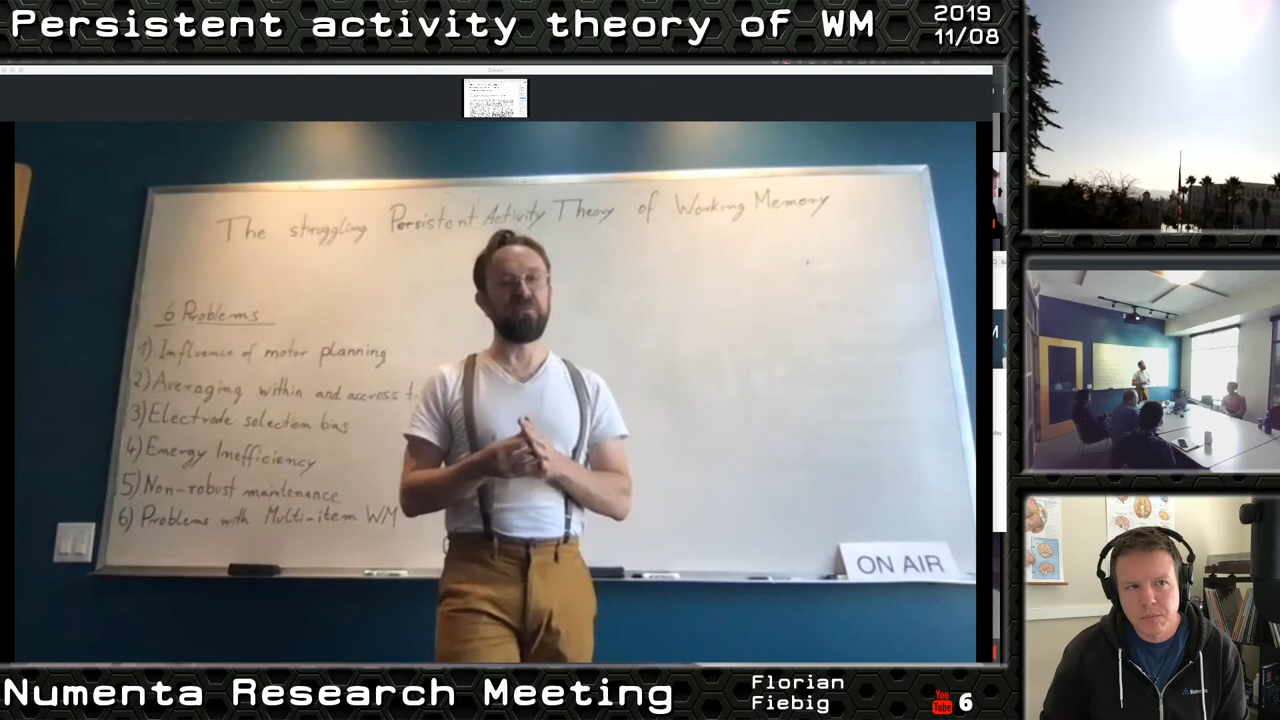 Persistent activity theory of WM
2019
11/08
The struggling Persistent Activity Theory of Working Memory
6 Problems
1) Influence of motor planning
2) Averaging within and accross t
3) Electrode selection bias
4) Energy Inefficiency
5) Non-robust maintenance
6) Problems with Multi-item WM
ON AIR
Numenta Research Meeting
Florian
Fiebig
You
Tube
6